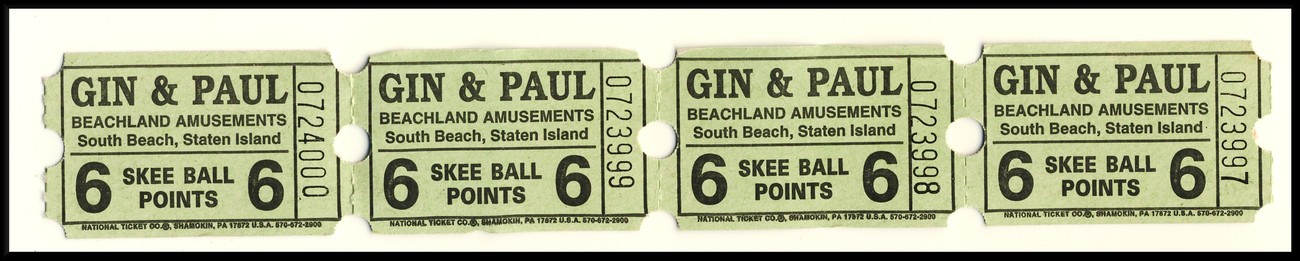 GIN & PAUL
BEACHLAND AMUSEMENTS
South Beach, Staten Island
6 SKEE BALL POINTS 6
0724000
NATIONAL TICKET CO.®, SHAMOKIN, PA 17872 U.S.A. 570-672-2900
GIN & PAUL
BEACHLAND AMUSEMENTS
South Beach, Staten Island
6 SKEE BALL POINTS 6
0723999
NATIONAL TICKET CO.®, SHAMOKIN, PA 17872 U.S.A. 570-672-2900
GIN & PAUL
BEACHLAND AMUSEMENTS
South Beach, Staten Island
6 SKEE BALL POINTS 6
0723998
NATIONAL TICKET CO.®, SHAMOKIN, PA 17872 U.S.A. 570-672-2900
GIN & PAUL
BEACHLAND AMUSEMENTS
South Beach, Staten Island
6 SKEE BALL POINTS 6
0723997
NATIONAL TICKET CO.®, SHAMOKIN, PA 17872 U.S.A. 570-672-2900